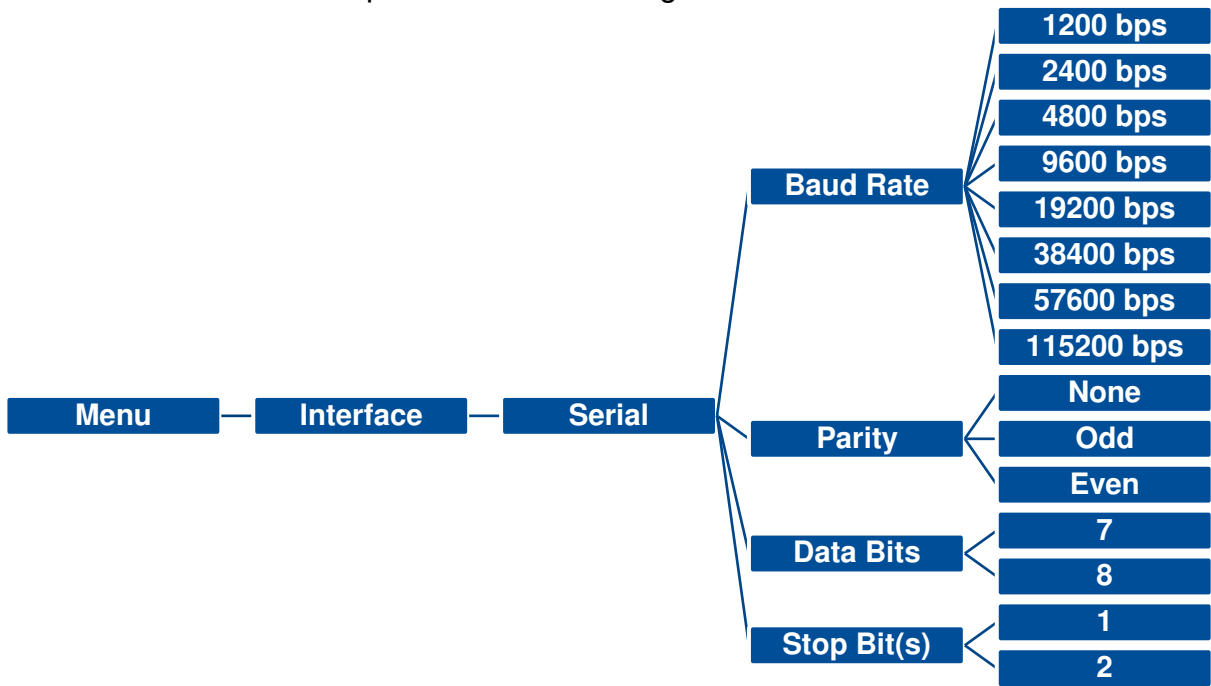 1200 bps
2400 bps
4800 bps
9600 bps
Baud Rate
19200 bps
38400 bps
57600 bps
115200 bps
Menu
Interface
Serial
None
Parity
Odd
Even
Data Bits
7
8
Stop Bit(s)
1
2